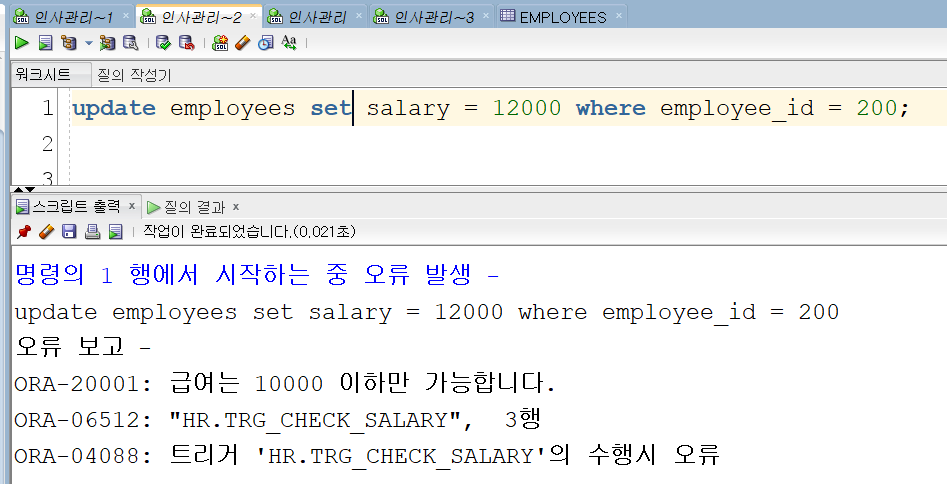 인사관리~1 인사관리~2 인사관리 인사관리~3 EMPLOYEES
워크시트 질의 작성기
1 update employees set salary = 12000 where employee_id = 200;
2
3
스크립트 출력 질의 결과
작업이 완료되었습니다.(0.021초)
명령의 1 행에서 시작하는 중 오류 발생 -
update employees set salary = 12000 where employee_id = 200
오류 보고 -
ORA-20001: 급여는 10000 이하만 가능합니다.
ORA-06512: "HR.TRG_CHECK_SALARY",  3행
ORA-04088: 트리거 'HR.TRG_CHECK_SALARY'의 수행시 오류